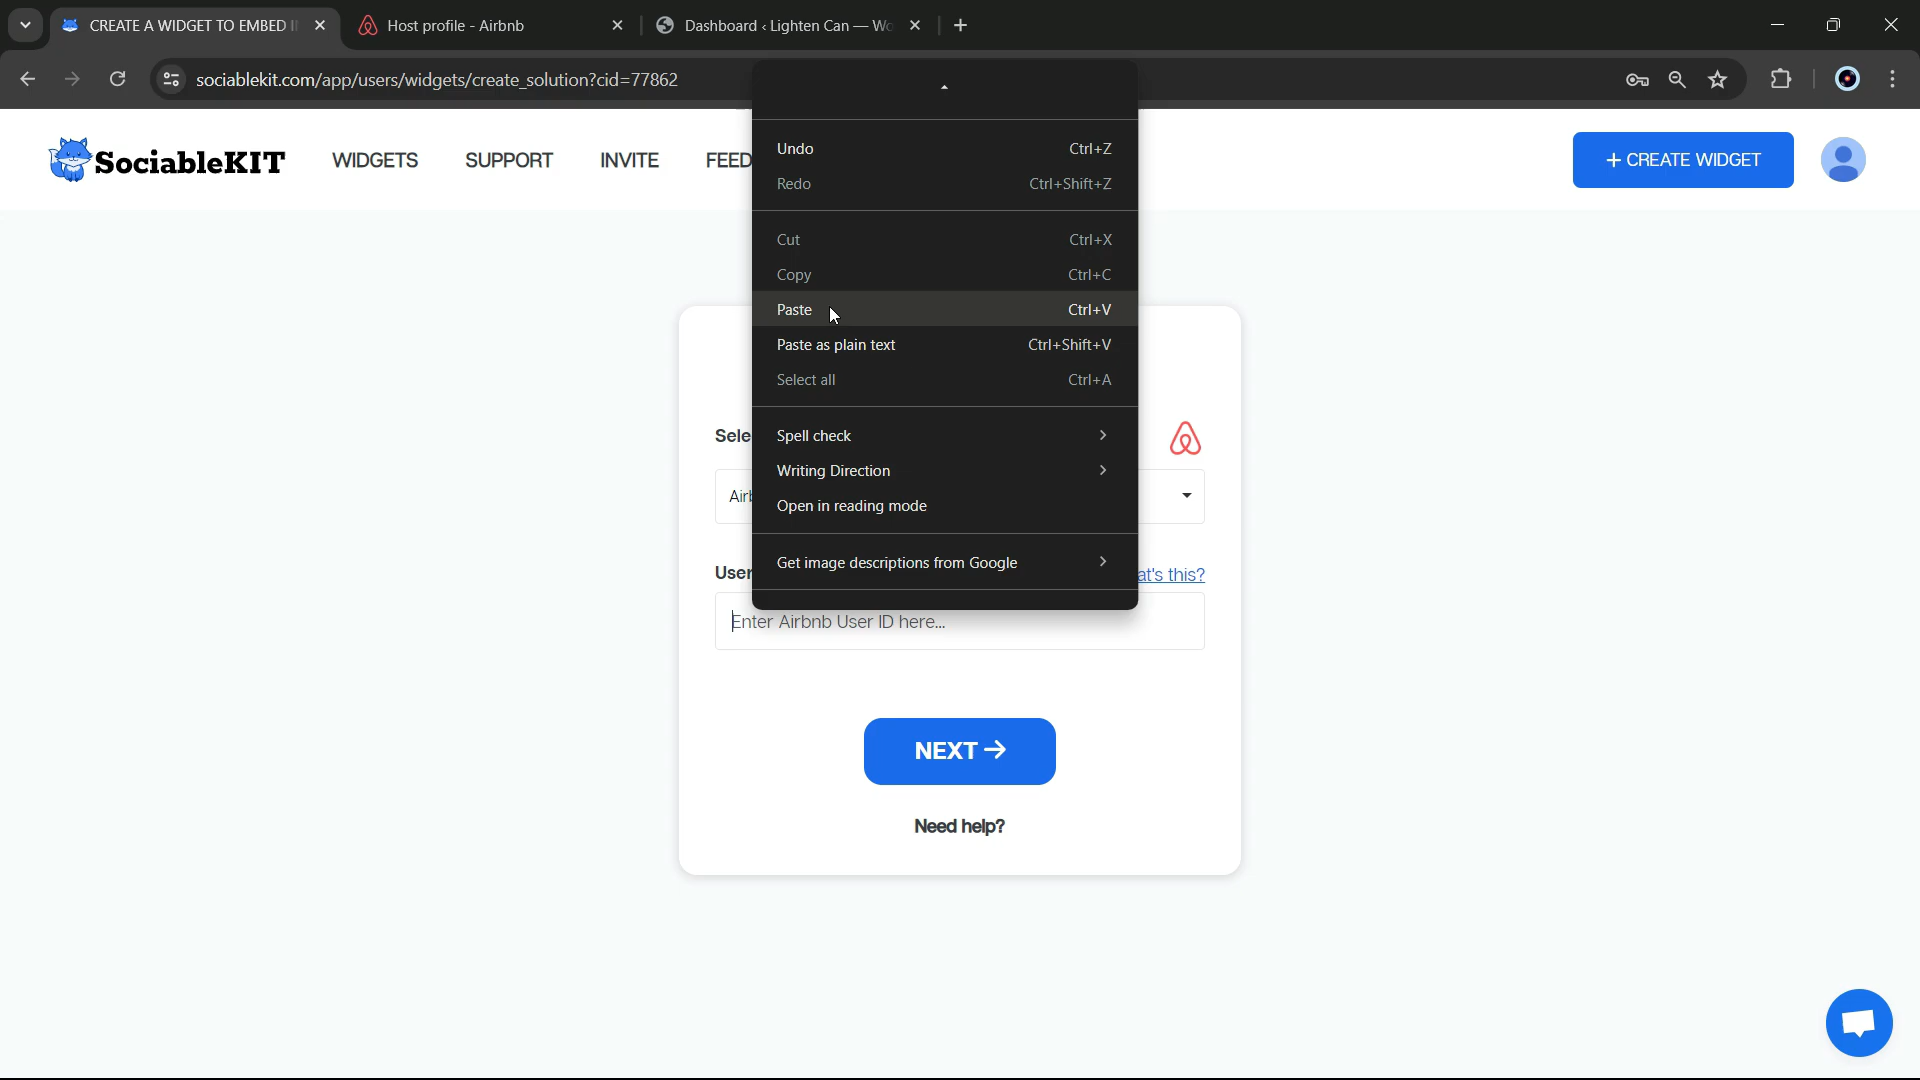 CREATE A WIDGET TO EMBED
Host profile - Airbnb
Dashboard ‹ Lighten Can — Wo
sociablekit.com/app/users/widgets/create_solution?cid=77862
SociableKIT
WIDGETS
SUPPORT
INVITE
FEED
+ CREATE WIDGET
Undo Ctrl+Z
Redo Ctrl+Shift+Z
Cut Ctrl+X
Copy Ctrl+C
Paste Ctrl+V
Paste as plain text Ctrl+Shift+V
Select all Ctrl+A
Sele
Spell check
Writing Direction
Airb
Open in reading mode
Get image descriptions from Google
User
at's this?
Enter Airbnb User ID here...
NEXT →
Need help?